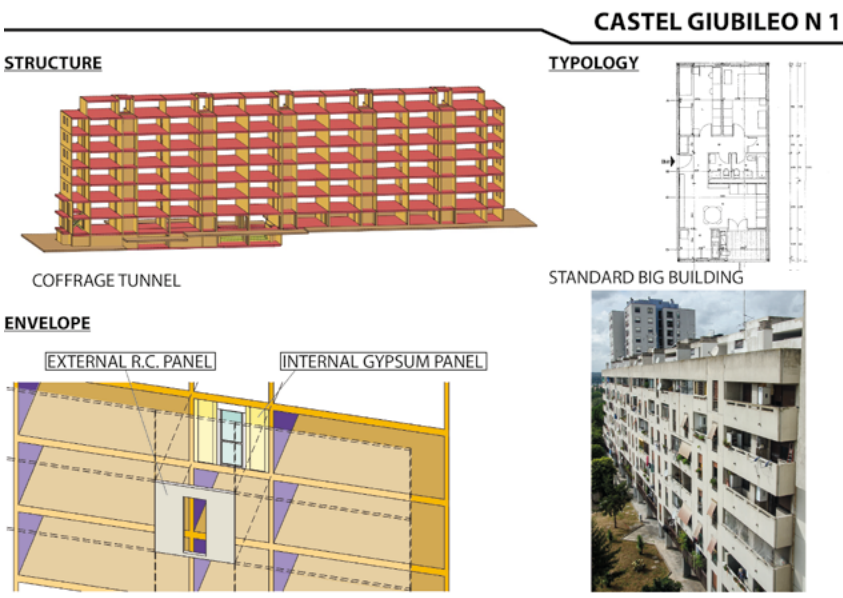 CASTEL GIUBILEO N 1
STRUCTURE
TYPOLOGY
COFFRAGE TUNNEL
STANDARD BIG BUILDING
ENVELOPE
EXTERNAL R.C. PANEL
INTERNAL GYPSUM PANEL